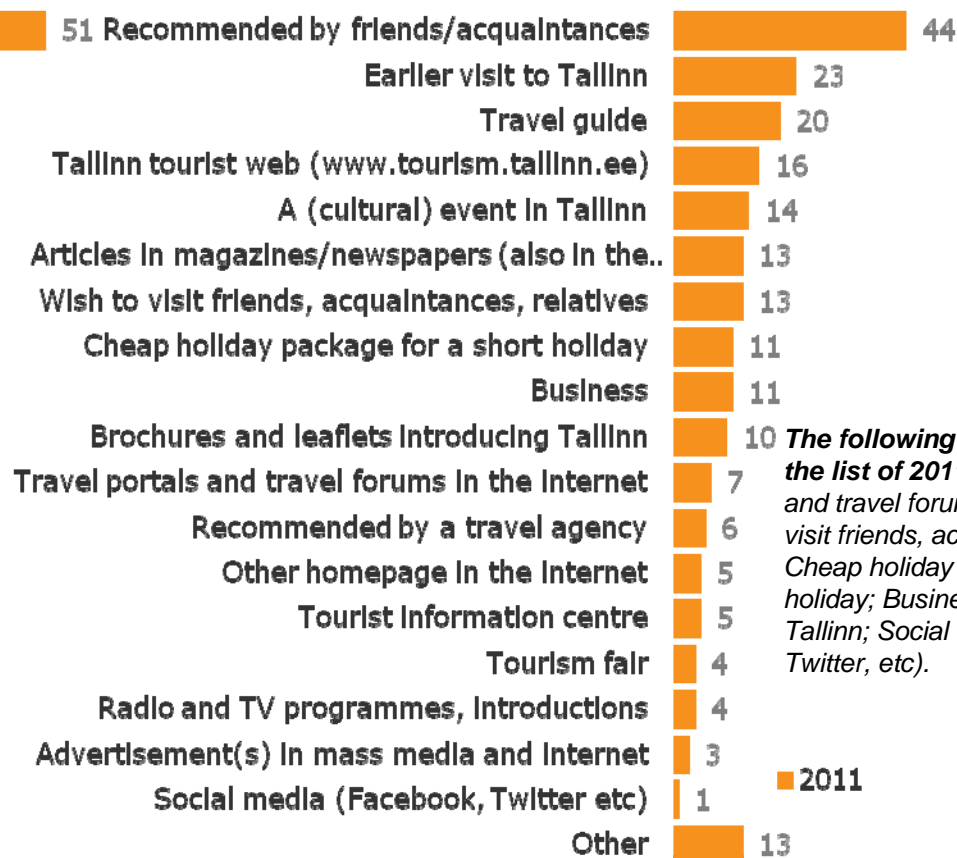 51 Recommended by friends/acquaintances 44
Earlier visit to Tallinn 23
Travel guide 20
Tallinn tourist web (www.tourism.tallinn.ee) 16
A (cultural) event in Tallinn 14
Articles in magazines/newspapers (also in the.. 13
Wish to visit friends, acquaintances, relatives 13
Cheap holiday package for a short holiday 11
Business 11
Brochures and leaflets introducing Tallinn 10
Travel portals and travel forums in the Internet 7
Recommended by a travel agency 6
Other homepage in the Internet 5
Tourist information centre 5
Tourism fair 4
Radio and TV programmes, introductions 4
Advertisement(s) in mass media and internet 3
Social media (Facebook, Twitter etc) 1
Other 13
The following
the list of 201
and travel forum
visit friends, ac
Cheap holiday
holiday; Busine
Tallinn; Social
Twitter, etc).
2011